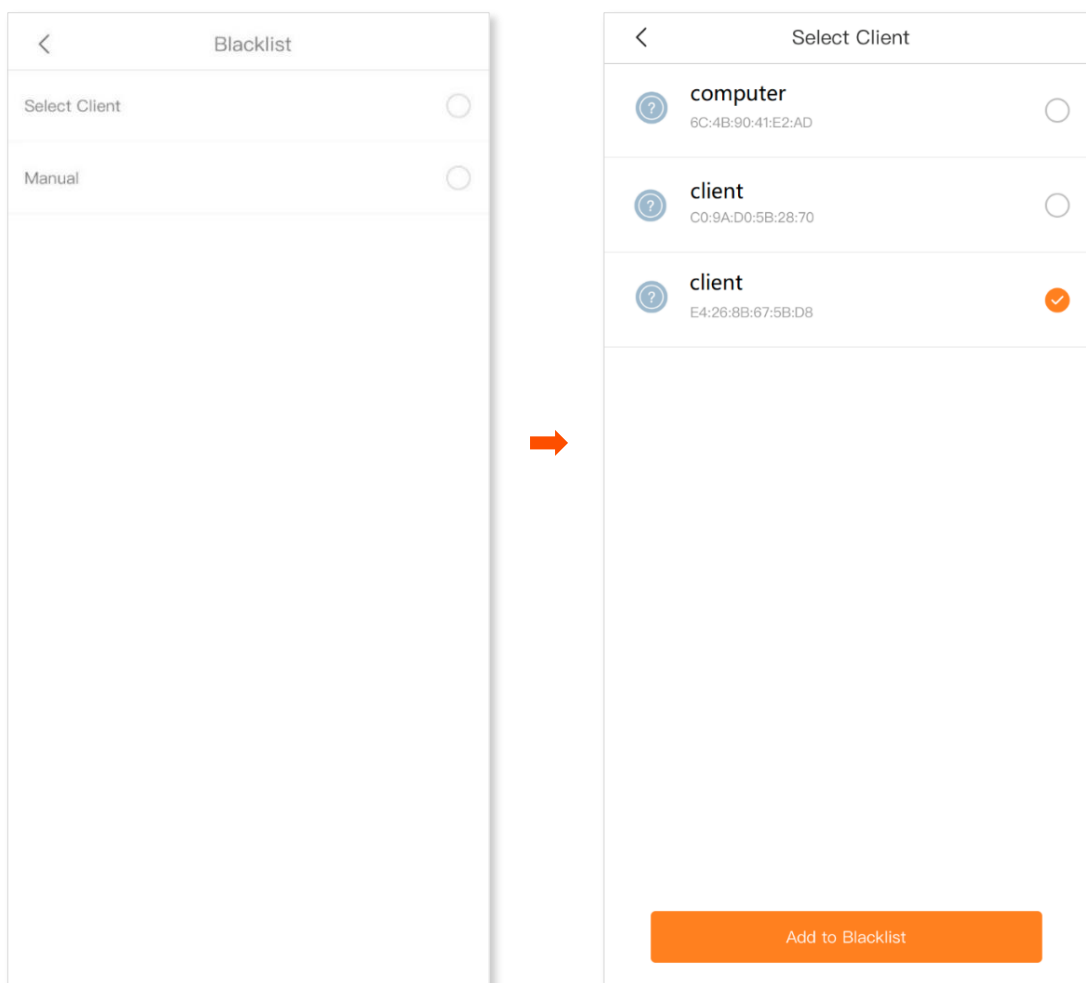 Blacklist
Select Client
Manual
Select Client
computer
6C:4B:90:41:E2:AD
client
C0:9A:D0:5B:28:70
client
E4:26:8B:67:5B:D8
Add to Blacklist